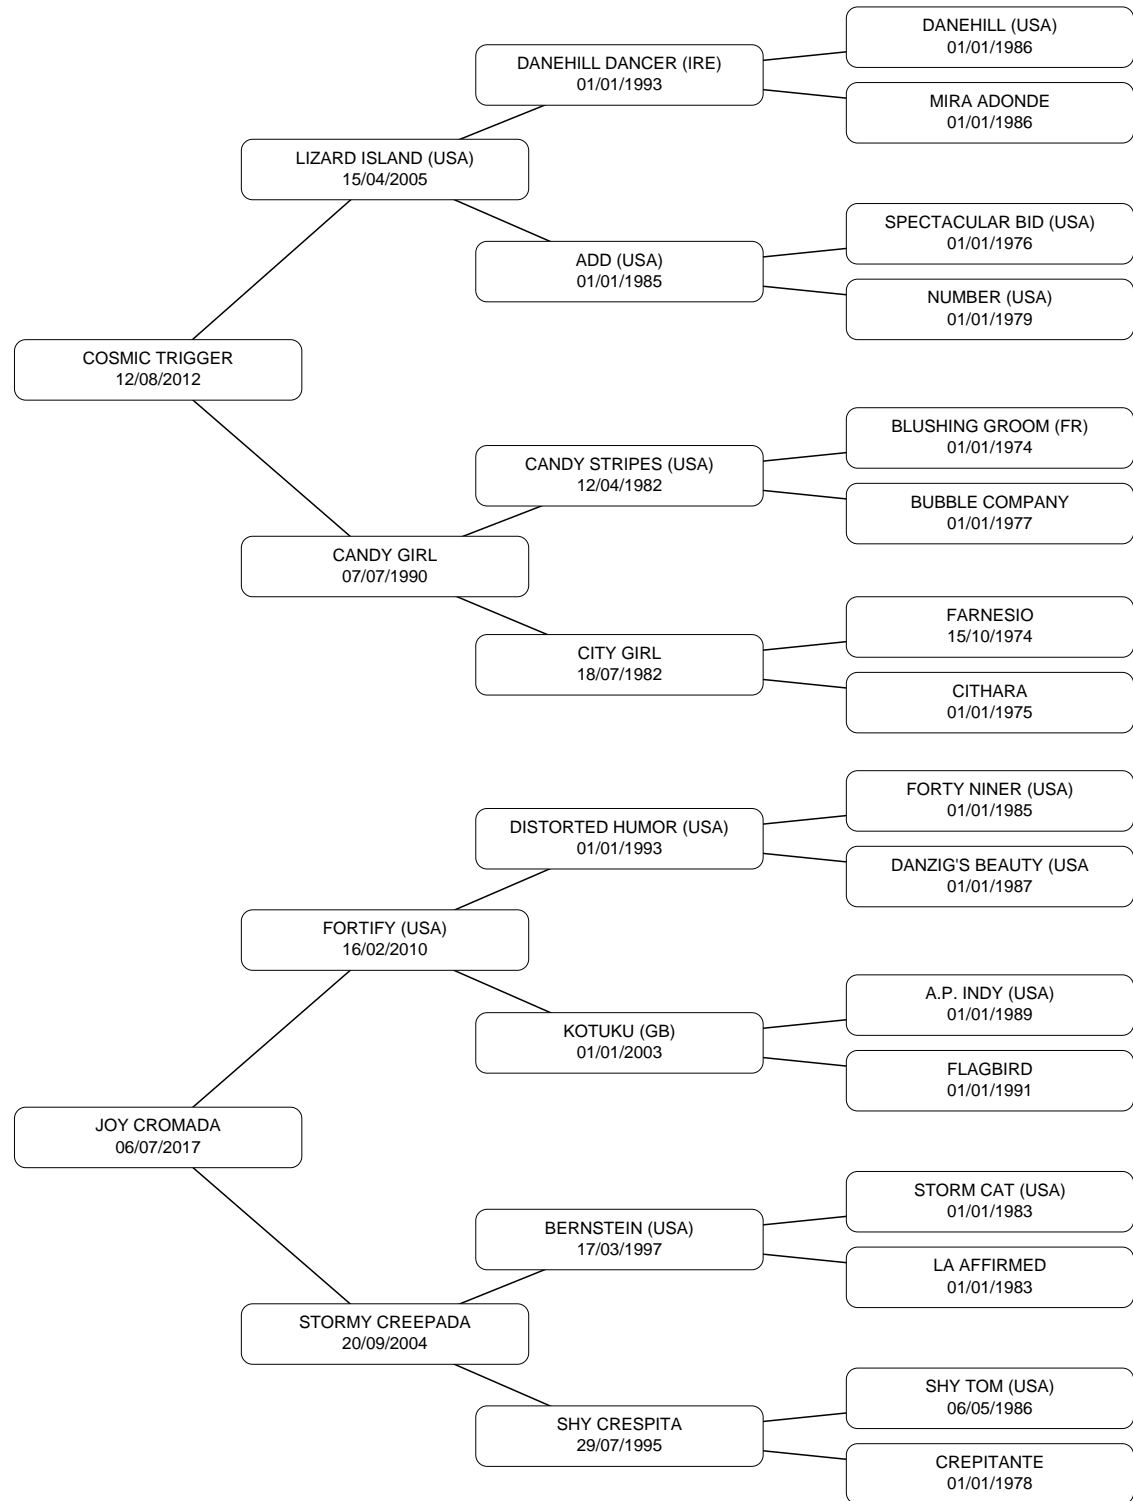 DANEHILL (USA)
01/01/1986
DANEHILL DANCER (IRE)
01/01/1993
MIRA ADONDE
01/01/1986
LIZARD ISLAND (USA)
15/04/2005
SPECTACULAR BID (USA)
01/01/1976
ADD (USA)
01/01/1985
NUMBER (USA)
01/01/1979
COSMIC TRIGGER
12/08/2012
BLUSHING GROOM (FR)
01/01/1974
CANDY STRIPES (USA)
12/04/1982
BUBBLE COMPANY
01/01/1977
CANDY GIRL
07/07/1990
FARNESIO
15/10/1974
CITY GIRL
18/07/1982
CITHARA
01/01/1975
FORTY NINER (USA)
01/01/1985
DISTORTED HUMOR (USA)
01/01/1993
DANZIG'S BEAUTY (USA
01/01/1987
FORTIFY (USA)
16/02/2010
A.P. INDY (USA)
01/01/1989
KOTUKU (GB)
01/01/2003
FLAGBIRD
01/01/1991
JOY CROMADA
06/07/2017
STORM CAT (USA)
01/01/1983
BERNSTEIN (USA)
17/03/1997
LA AFFIRMED
01/01/1983
STORMY CREEPADA
20/09/2004
SHY TOM (USA)
06/05/1986
SHY CRESPITA
29/07/1995
CREPITANTE
01/01/1978